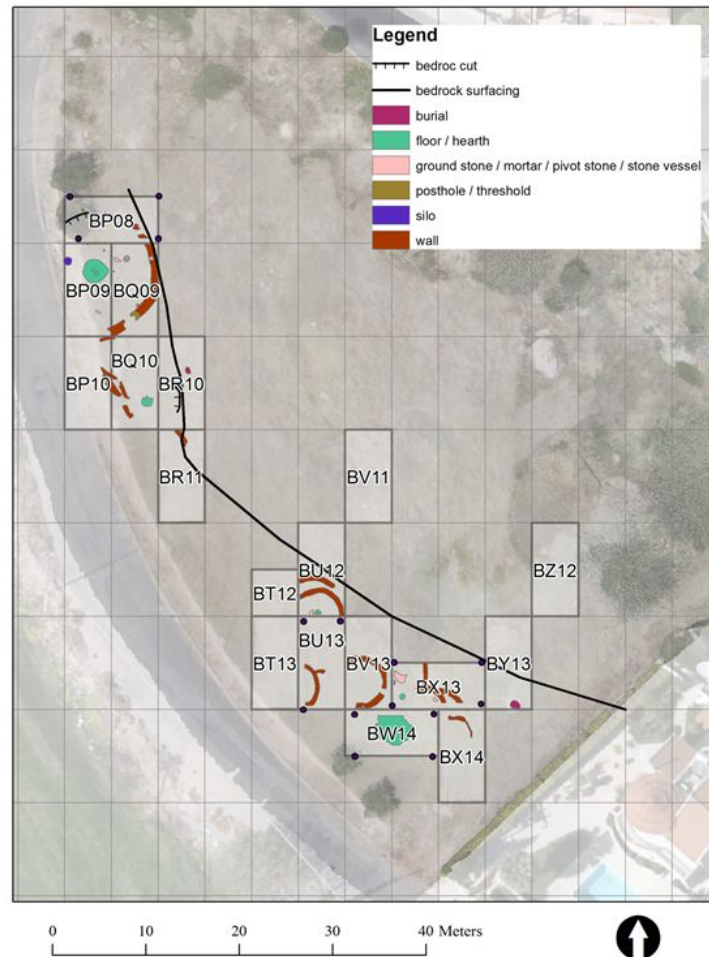 Legend
bedroc cut
bedrock surfacing
burial
floor / hearth
ground stone / mortar / pivot stone / stone vessel
posthole / threshold
silo
wall
BP08
BP09 BQ09
BP10 BQ10 BR10
BR11 BV11
BU12 BZ12
BT12
BT13 BU13 BV13 BX13 BY13
BW14 BX14
0 10 20 40 Meters